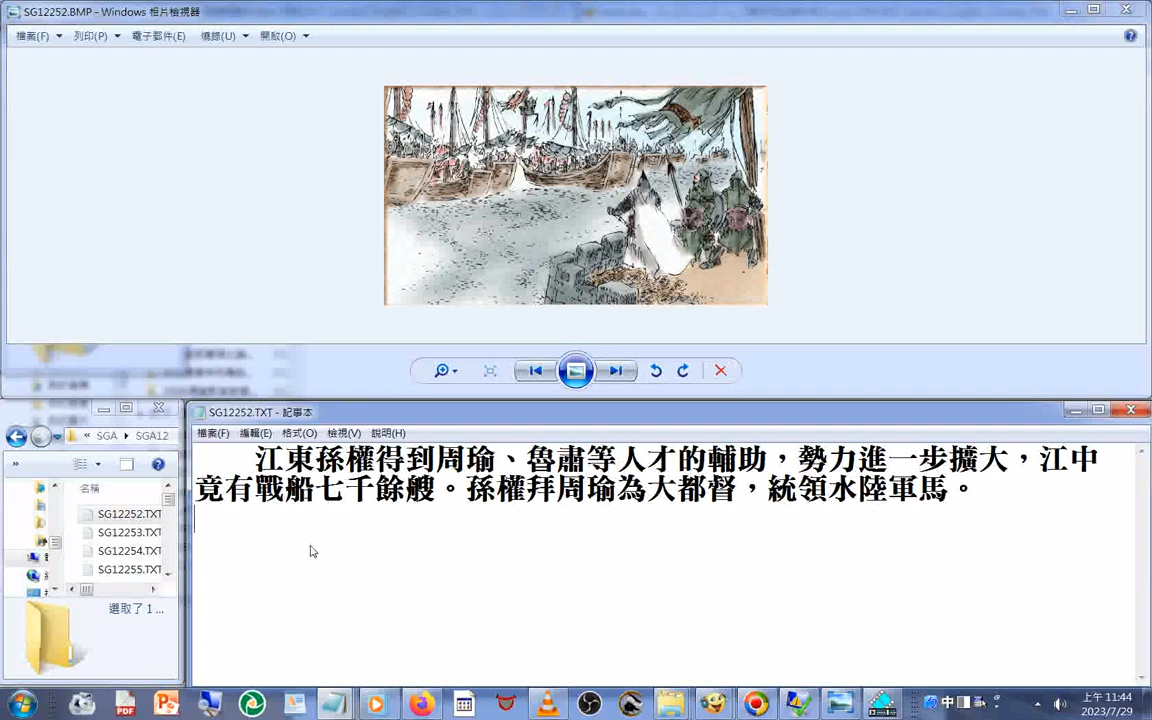 SG12252.BMP - Windows 相片檢視器
檔案(F) 列印(P) 電子郵件(E) 燒錄(U) 開啟(O)
SGA SGA12
名稱
SG12252.TXT
SG12253.TXT
SG12254.TXT
SG12255.TXT
選取了 1 ...
SG12252.TXT - 記事本
檔案(F) 編輯(E) 格式(O) 檢視(V) 說明(H)
江東孫權得到周瑜、魯肅等人才的輔助，勢力進一步擴大，江中
竟有戰船七千餘艘。孫權拜周瑜為大都督，統領水陸軍馬。
PDF
中
上午 11:44
2023/7/29